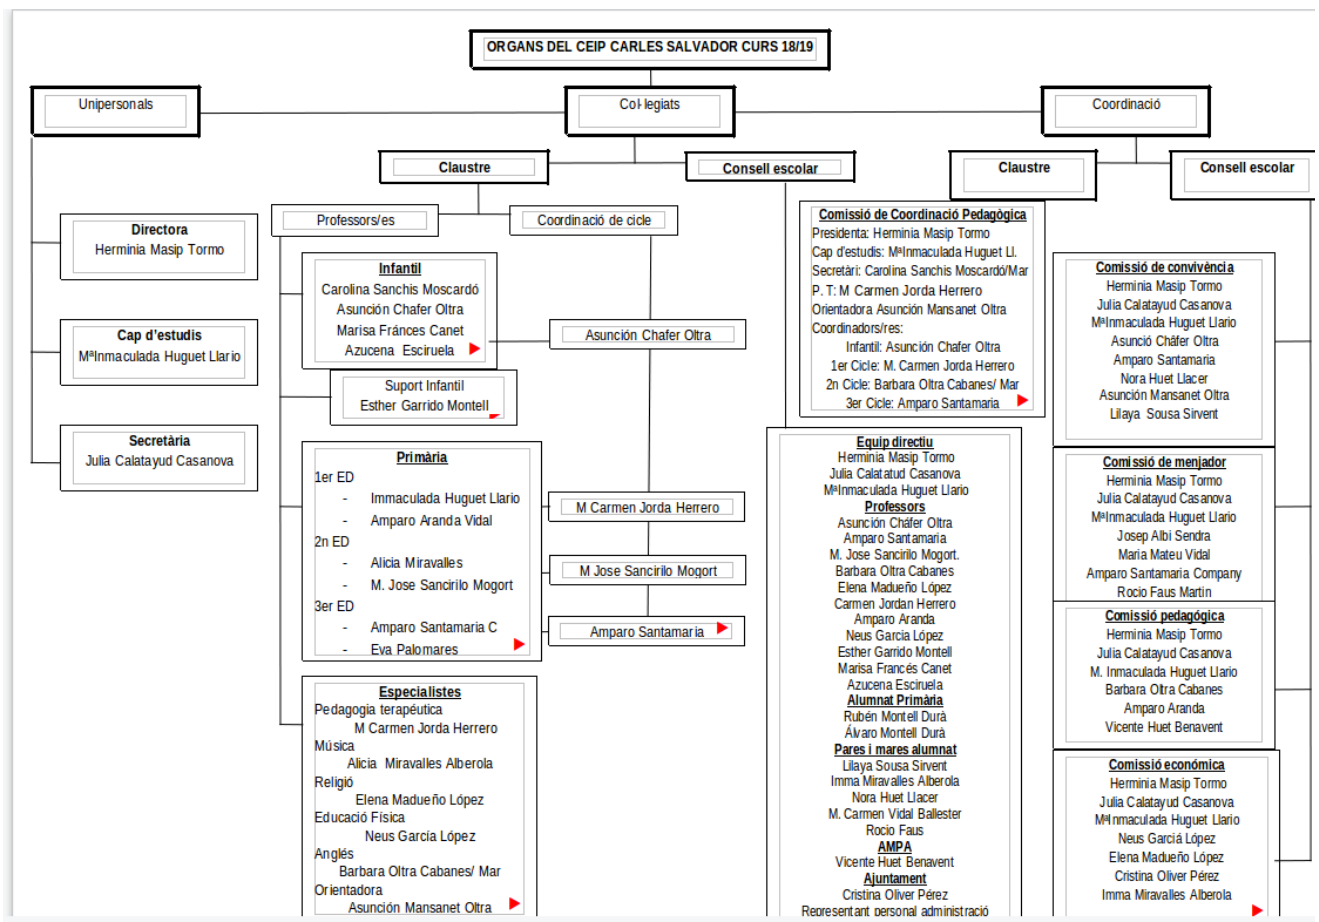 ORGANS DEL CEIP CARLES SALVADOR CURS 18/19
Unipersonals
Col·legiats
Coordinació
Claustre
Consell escolar
Claustre
Consell escolar
Directora
Herminia Masip Tormo
Cap d'estudis
MªInmaculada Huguet Llario
Secretària
Julia Calatayud Casanova
Professors/es
Coordinació de cicle
Infantil
Carolina Sanchis Moscardó
Asunción Chafer Oltra
Marisa Fránces Canet
Azucena Esciruela
Suport Infantil
Esther Garrido Montell
Primària
1er ED
- Immaculada Huguet Llario
- Amparo Aranda Vidal
2n ED
- Alicia Miravalles
- M. Jose Sancirilo Mogort
3er ED
- Amparo Santamaria C
- Eva Palomares
Especialistes
Pedagogia terapéutica
M Carmen Jorda Herrero
Música
Alicia Miravalles Alberola
Religió
Elena Madueño López
Educació Física
Neus García López
Anglés
Barbara Oltra Cabanes/ Mar
Orientadora
Asunción Mansanet Oltra
Asunción Chafer Oltra
M Carmen Jorda Herrero
M Jose Sancirilo Mogort
Amparo Santamaria
Comissió de Coordinació Pedagògica
Presidenta: Herminia Masip Tormo
Cap d'estudis: MªInmaculada Huguet Ll.
Secretàri: Carolina Sanchis Moscardó/Mar
P. T: M Carmen Jorda Herrero
Orientadora Asunción Mansanet Oltra
Coordinadors/res:
Infantil: Asunción Chafer Oltra
1er Cicle: M. Carmen Jorda Herrero
2n Cicle: Barbara Oltra Cabanes/ Mar
3er Cicle: Amparo Santamaria
Equip directiu
Herminia Masip Tormo
Julia Calatatud Casanova
MªInmaculada Huguet Llario
Professors
Asunción Cháfer Oltra
Amparo Santamaria
M. Jose Sancirilo Mogort.
Barbara Oltra Cabanes
Elena Madueño López
Carmen Jordan Herrero
Amparo Aranda
Neus Garcia López
Esther Garrido Montell
Marisa Francés Canet
Azucena Esciruela
Alumnat Primària
Rubén Montell Durà
Álvaro Montell Durà
Pares i mares alumnat
Lilaya Sousa Sirvent
Imma Miravalles Alberola
Nora Huet Llacer
M. Carmen Vidal Ballester
Rocio Faus
AMPA
Vicente Huet Benavent
Ajuntament
Cristina Oliver Pérez
Representant personal administració
Comissió de convivència
Herminia Masip Tormo
Julia Calatayud Casanova
MªInmaculada Huguet Llario
Asunció Cháfer Oltra
Amparo Santamaria
Nora Huet Llacer
Asunción Mansanet Oltra
Lilaya Sousa Sirvent
Comissió de menjador
Herminia Masip Tormo
Julia Calatayud Casanova
MªInmaculada Huguet Llario
Josep Albi Sendra
Maria Mateu Vidal
Amparo Santamaria Company
Rocio Faus Martin
Comissió pedagógica
Herminia Masip Tormo
Julia Calatayud Casanova
M. Inmaculada Huguet Llario
Barbara Oltra Cabanes
Amparo Aranda
Vicente Huet Benavent
Comissió económica
Herminia Masip Tormo
Julia Calatayud Casanova
MªInmaculada Huguet Llario
Neus Garciá López
Elena Madueño López
Cristina Oliver Pérez
Imma Miravalles Alberola